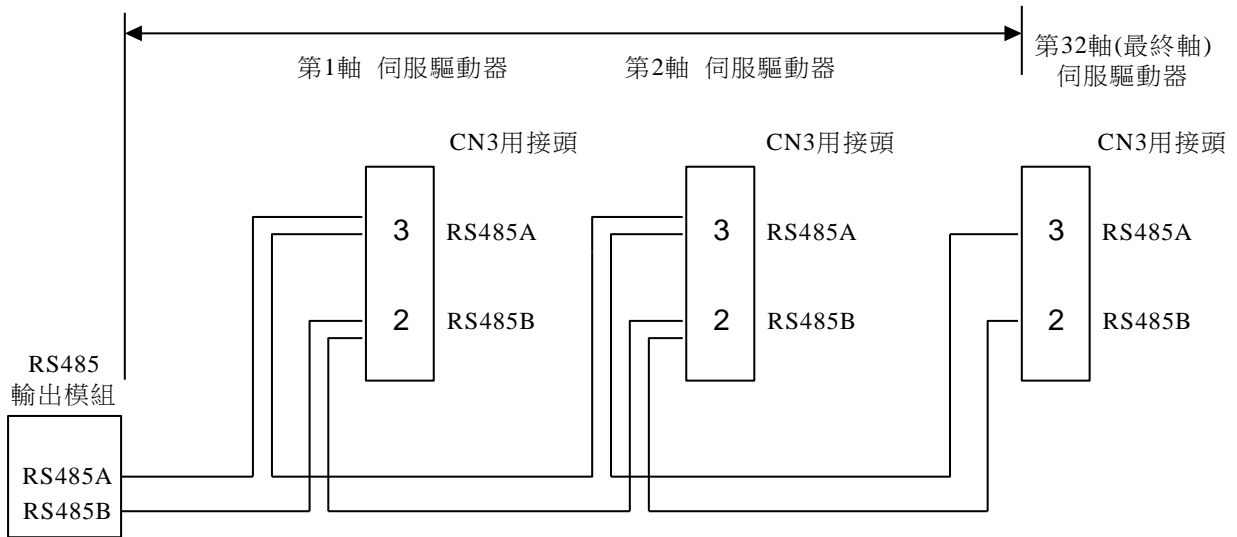 第32軸(最終軸)
伺服驅動器
第1軸 伺服驅動器
第2軸 伺服驅動器
CN3用接頭
CN3用接頭
CN3用接頭
3 RS485A
3 RS485A
3 RS485A
2 RS485B
2 RS485B
2 RS485B
RS485
輸出模組
RS485A
RS485B